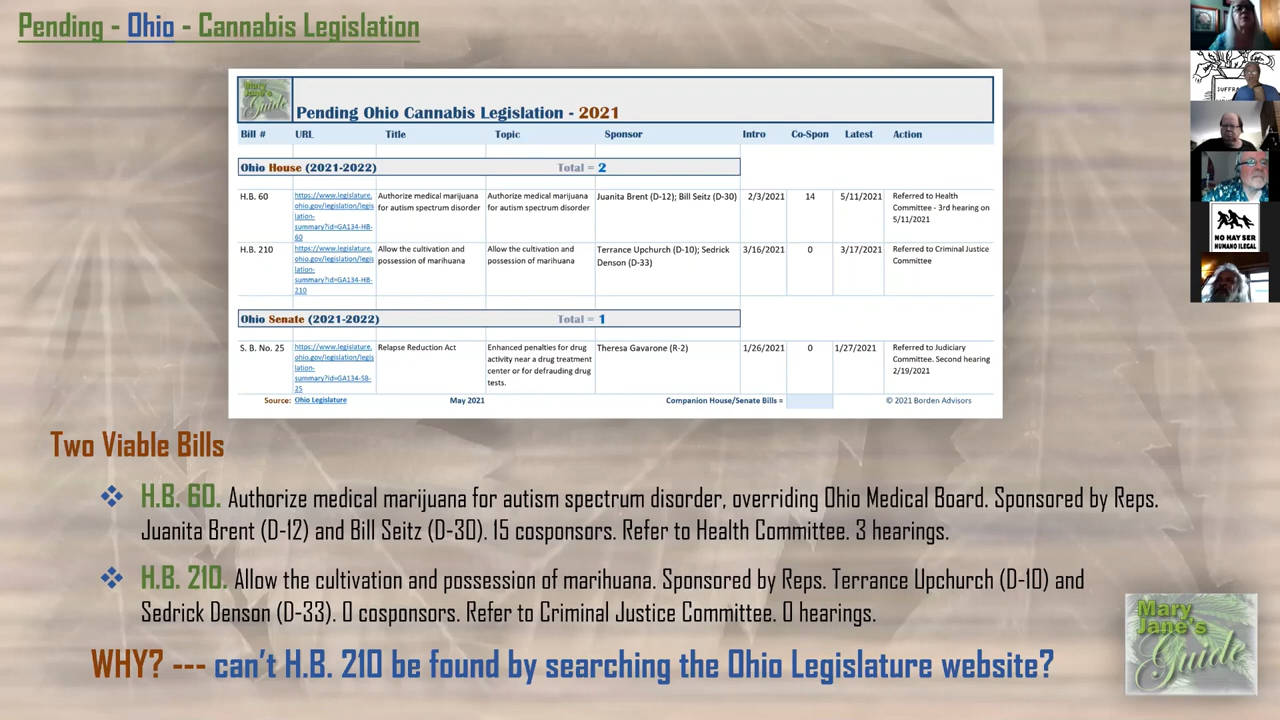 Pending - Ohio - Cannabis Legislation
Mary Jane's Guide
Pending Ohio Cannabis Legislation - 2021
Bill # URL Title Topic Sponsor Intro Co-Spon Latest Action
Ohio House (2021-2022) Total = 2
H.B. 60 https://www.legislature. Authorize medical marijuana Authorize medical marijuana Juanita Brent (D-12); Bill Seitz (D-30) 2/3/2021 14 5/11/2021 Referred to Health
ohio.gov/legislation/legis for autism spectrum disorder for autism spectrum disorder Committee - 3rd hearing on
lation- 5/11/2021
summary?id=GA134-HB-
60
H.B. 210 https://www.legislature. Allow the cultivation and Allow the cultivation and Terrance Upchurch (D-10); Sedrick 3/16/2021 0 3/17/2021 Referred to Criminal Justice
ohio.gov/legislation/legis possession of marihuana possession of marihuana Denson (D-33) Committee
lation-
summary?id=GA134-HB-
210
Ohio Senate (2021-2022) Total = 1
S. B. No. 25 https://www.legislature. Relapse Reduction Act Enhanced penalties for drug Theresa Gavarone (R-2) 1/26/2021 0 1/27/2021 Referred to Judiciary
ohio.gov/legislation/legis activity near a drug treatment Committee. Second hearing
lation- center or for defrauding drug 2/19/2021
summary?id=GA134-SB- tests.
25
Source: Ohio Legislature May 2021 Companion House/Senate Bills = © 2021 Borden Advisors
Two Viable Bills
H.B. 60. Authorize medical marijuana for autism spectrum disorder, overriding Ohio Medical Board. Sponsored by Reps.
Juanita Brent (D-12) and Bill Seitz (D-30). 15 cosponsors. Refer to Health Committee. 3 hearings.
H.B. 210. Allow the cultivation and possession of marihuana. Sponsored by Reps. Terrance Upchurch (D-10) and
Sedrick Denson (D-33). 0 cosponsors. Refer to Criminal Justice Committee. 0 hearings.
WHY? --- can't H.B. 210 be found by searching the Ohio Legislature website?
Mary
Jane's
Guide
NO HAY SER
HUMANO ILEGAL